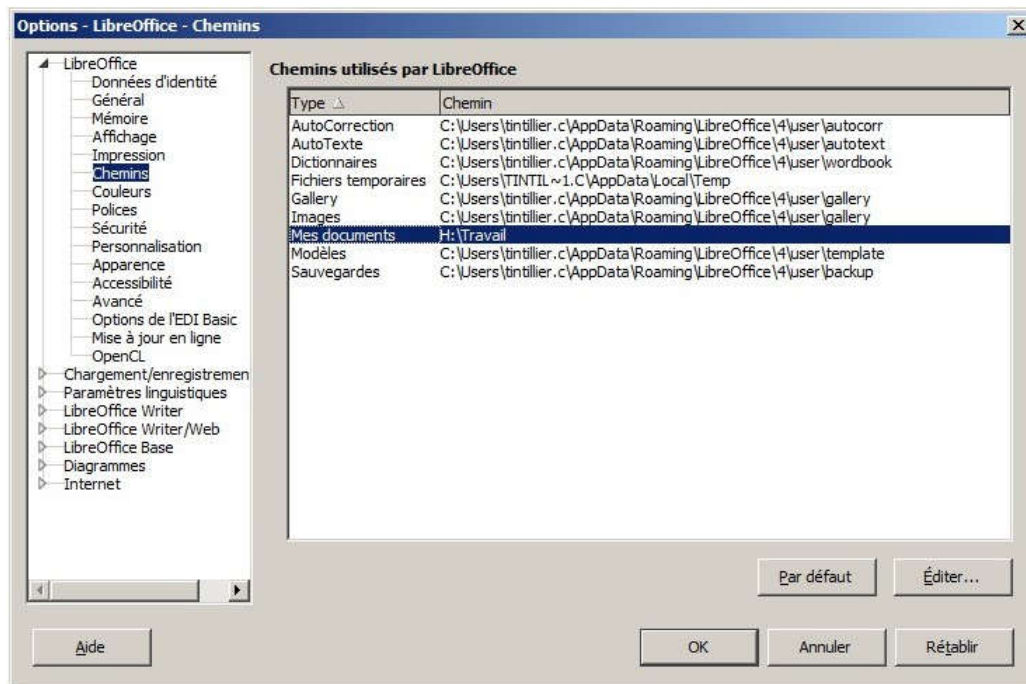 Options - LibreOffice - Chemins
LibreOffice
Données d'identité
Général
Mémoire
Affichage
Impression
Chemins
Couleurs
Polices
Sécurité
Personnalisation
Apparence
Accessibilité
Avancé
Options de l'EDI Basic
Mise à jour en ligne
OpenCL
Chargement/enregistremen
Paramètres linguistiques
LibreOffice Writer
LibreOffice Writer/Web
LibreOffice Base
Diagrammes
Internet
Chemins utilisés par LibreOffice
Type Chemin
AutoCorrection C:\Users\tintillier.c\AppData\Roaming\LibreOffice\4\user\autocorr
AutoTexte C:\Users\tintillier.c\AppData\Roaming\LibreOffice\4\user\autotext
Dictionnaires C:\Users\tintillier.c\AppData\Roaming\LibreOffice\4\user\wordbook
Fichiers temporaires C:\Users\TINTIL~1.C\AppData\Local\Temp
Gallery C:\Users\tintillier.c\AppData\Roaming\LibreOffice\4\user\gallery
Images C:\Users\tintillier.c\AppData\Roaming\LibreOffice\4\user\gallery
Mes documents H:\Travail
Modèles C:\Users\tintillier.c\AppData\Roaming\LibreOffice\4\user\template
Sauvegardes C:\Users\tintillier.c\AppData\Roaming\LibreOffice\4\user\backup
Par défaut Éditer...
Aide OK Annuler Rétablir